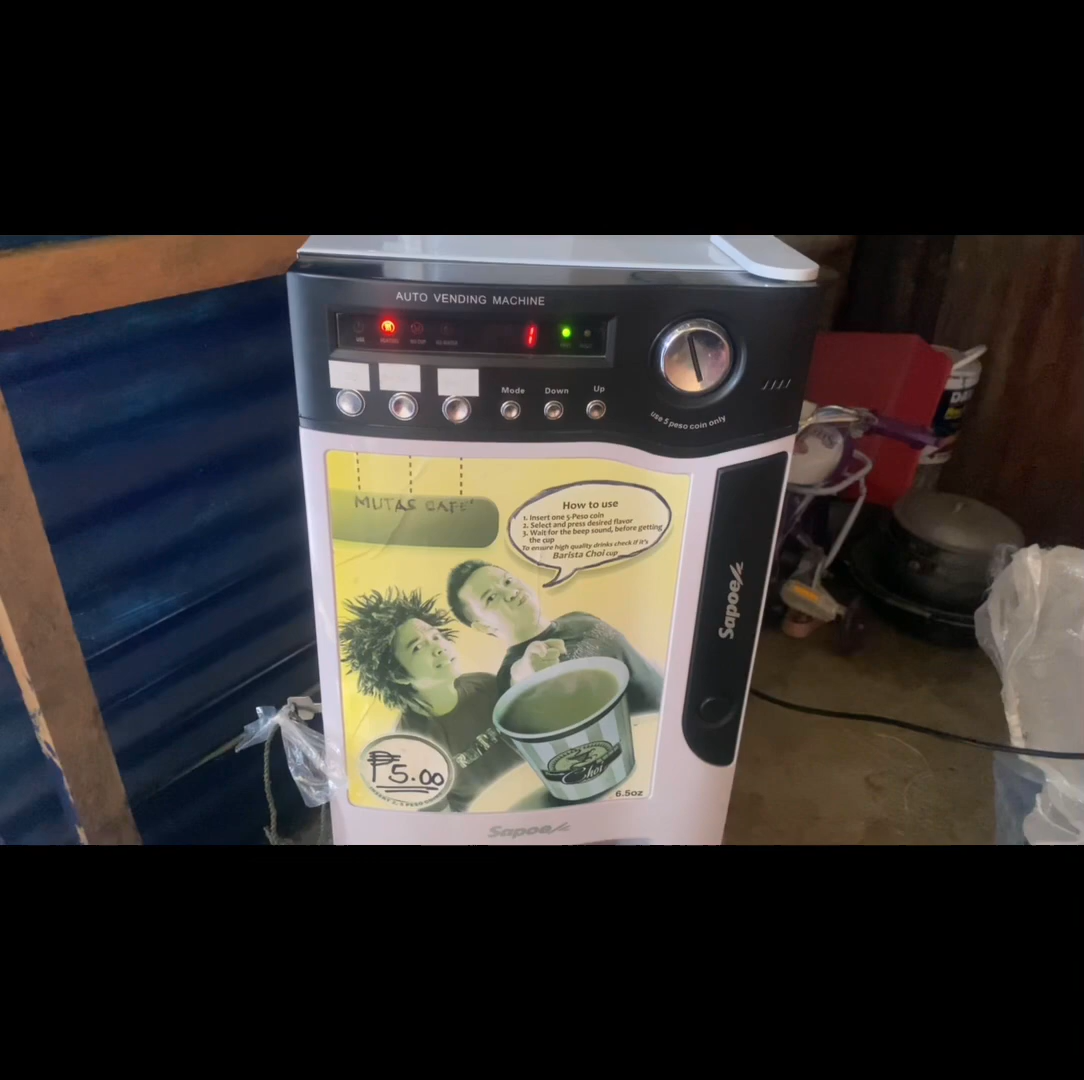 AUTO VENDING MACHINE
1
Mode Down Up
use 5 peso coin only
MUTAS CAFE'
How to use
1. Insert one 5-Peso coin
2. Select and press desired flavor
3. Wait for the beep sound, before getting
the cup
To ensure high quality drinks check if it's
Barista Choi cup
Sapoe
Choi
₱5.00
6.5oz
Sapoe